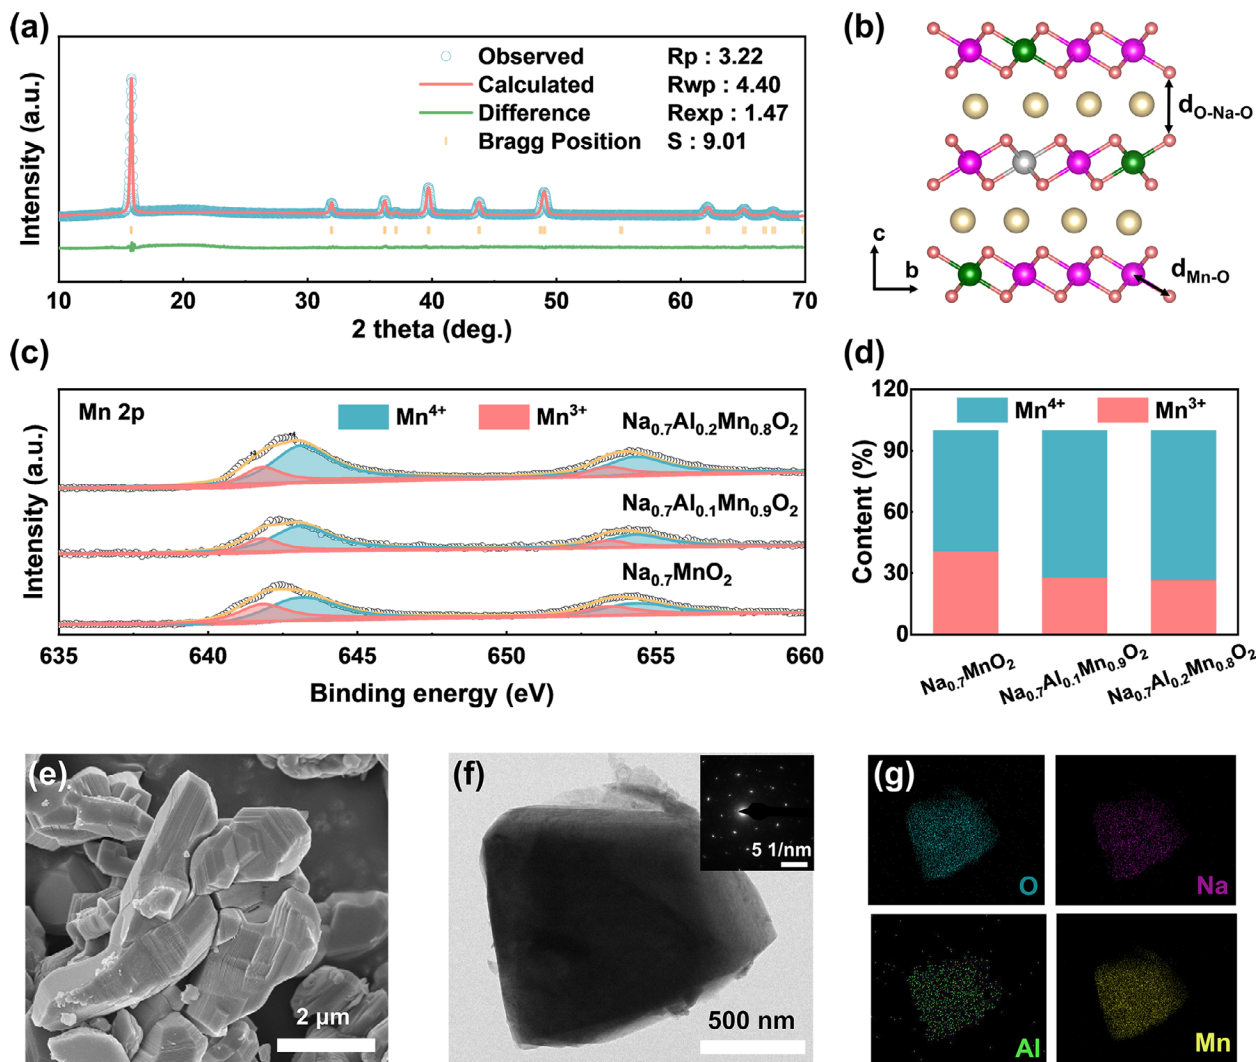 (a)
Intensity (a.u.)
Observed Rp : 3.22
Calculated Rwp : 4.40
Difference Rexp : 1.47
Bragg Position S : 9.01
10 20 30 40 50 60 70
2 theta (deg.)
(b)
dO-Na-O
c
b
dMn-O
(c)
Intensity (a.u.)
Mn 2p
Mn4+ Mn3+
Na0.7Al0.2Mn0.8O2
Na0.7Al0.1Mn0.9O2
Na0.7MnO2
635 640 645 650 655 660
Binding energy (eV)
(d)
Content (%)
120
90
60
30
0
Mn4+ Mn3+
Na0.7MnO2
Na0.7Al0.1Mn0.9O2
Na0.7Al0.2Mn0.8O2
(e)
2 μm
(f)
5 1/nm
500 nm
(g)
O
Na
Al
Mn